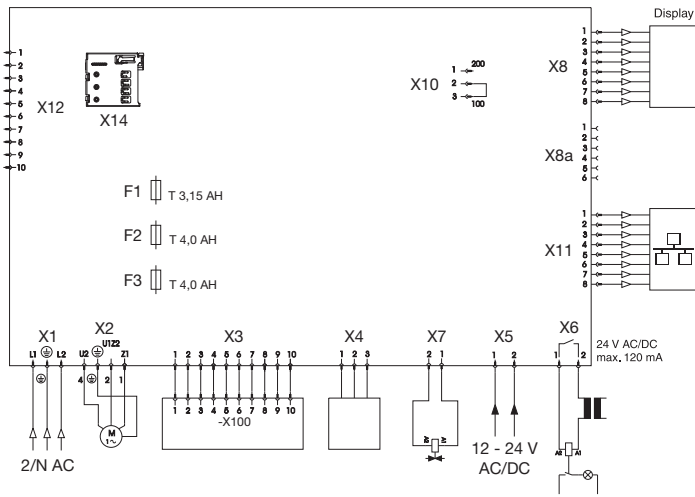 Display
1
2
3
4
5
6
7
8
9
10
X12
X14
X10
1
2
3
200
100
X8
1
2
3
4
5
6
7
8
X8a
1
2
3
4
5
6
F1 T 3,15 AH
F2 T 4,0 AH
F3 T 4,0 AH
X11
1
2
3
4
5
6
7
8
X1 X2 X3 X4 X7 X5 X6
24 V AC/DC
max. 120 mA
L1 L2
U2 U1Z2 Z1
1 2 3 4 5 6 7 8 9 10
1 2 3
2 1
1 2
1 2
4 2 1
1 2 3 4 5 6 7 8 9 10
-X100
M
1~
2/N AC
A2 A1
12 - 24 V
AC/DC
A2 A1